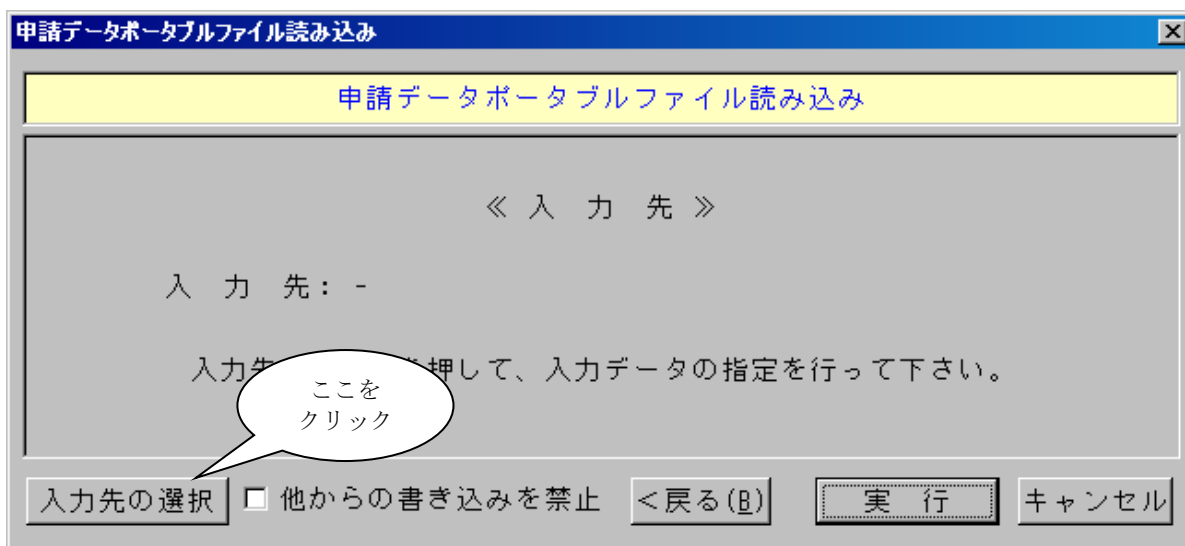 申請データポータブルファイル読み込み
申請データポータブルファイル読み込み
≪ 入 力 先 ≫
入 力 先： -
入力先 押して、入力データの指定を行って下さい。
ここを
クリック
入力先の選択 他からの書き込みを禁止 <戻る(B) 実 行 キャンセル